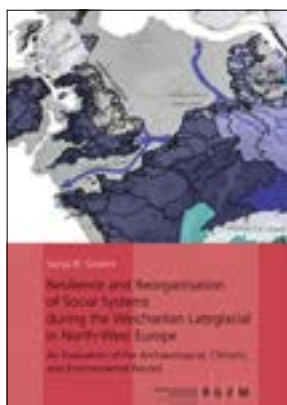 Resilience and Reorganisation
of Social Systems
during the Weichselian Lateglacial
in North-West Europe
An Evaluation of the Archaeological, Climatic,
and Environmental Record
R G Z M